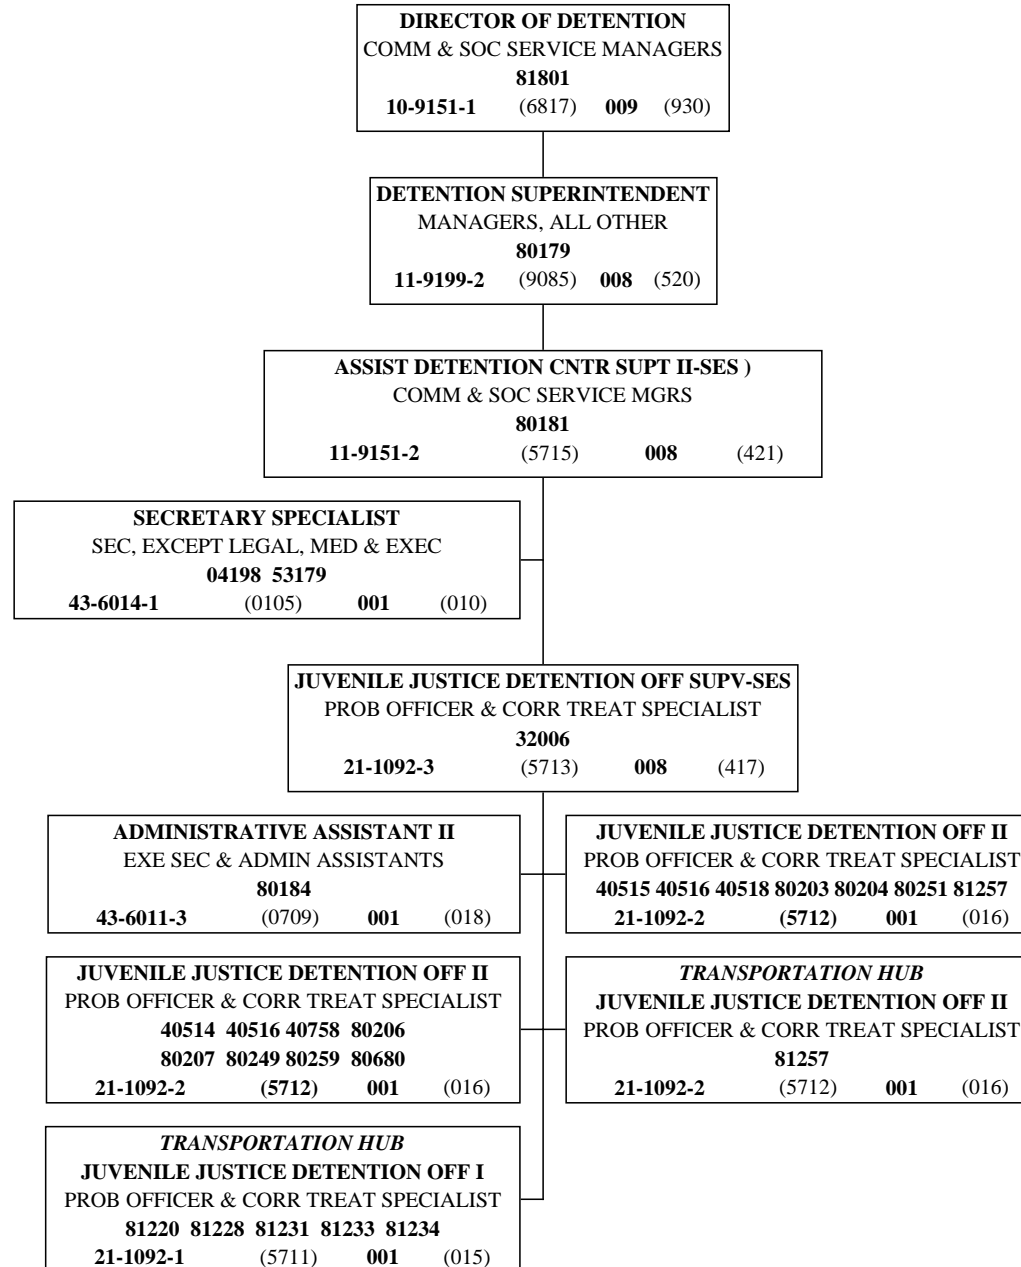 DIRECTOR OF DETENTION
COMM & SOC SERVICE MANAGERS
81801
10-9151-1 (6817) 009 (930)
DETENTION SUPERINTENDENT
MANAGERS, ALL OTHER
80179
11-9199-2 (9085) 008 (520)
ASSIST DETENTION CNTR SUPT II-SES )
COMM & SOC SERVICE MGRS
80181
11-9151-2 (5715) 008 (421)
SECRETARY SPECIALIST
SEC, EXCEPT LEGAL, MED & EXEC
04198 53179
43-6014-1 (0105) 001 (010)
JUVENILE JUSTICE DETENTION OFF SUPV-SES
PROB OFFICER & CORR TREAT SPECIALIST
32006
21-1092-3 (5713) 008 (417)
ADMINISTRATIVE ASSISTANT II
EXE SEC & ADMIN ASSISTANTS
80184
43-6011-3 (0709) 001 (018)
JUVENILE JUSTICE DETENTION OFF II
PROB OFFICER & CORR TREAT SPECIALIST
40515 40516 40518 80203 80204 80251 81257
21-1092-2 (5712) 001 (016)
JUVENILE JUSTICE DETENTION OFF II
PROB OFFICER & CORR TREAT SPECIALIST
40514 40516 40758 80206
80207 80249 80259 80680
21-1092-2 (5712) 001 (016)
TRANSPORTATION HUB
JUVENILE JUSTICE DETENTION OFF II
PROB OFFICER & CORR TREAT SPECIALIST
81257
21-1092-2 (5712) 001 (016)
TRANSPORTATION HUB
JUVENILE JUSTICE DETENTION OFF I
PROB OFFICER & CORR TREAT SPECIALIST
81220 81228 81231 81233 81234
21-1092-1 (5711) 001 (015)